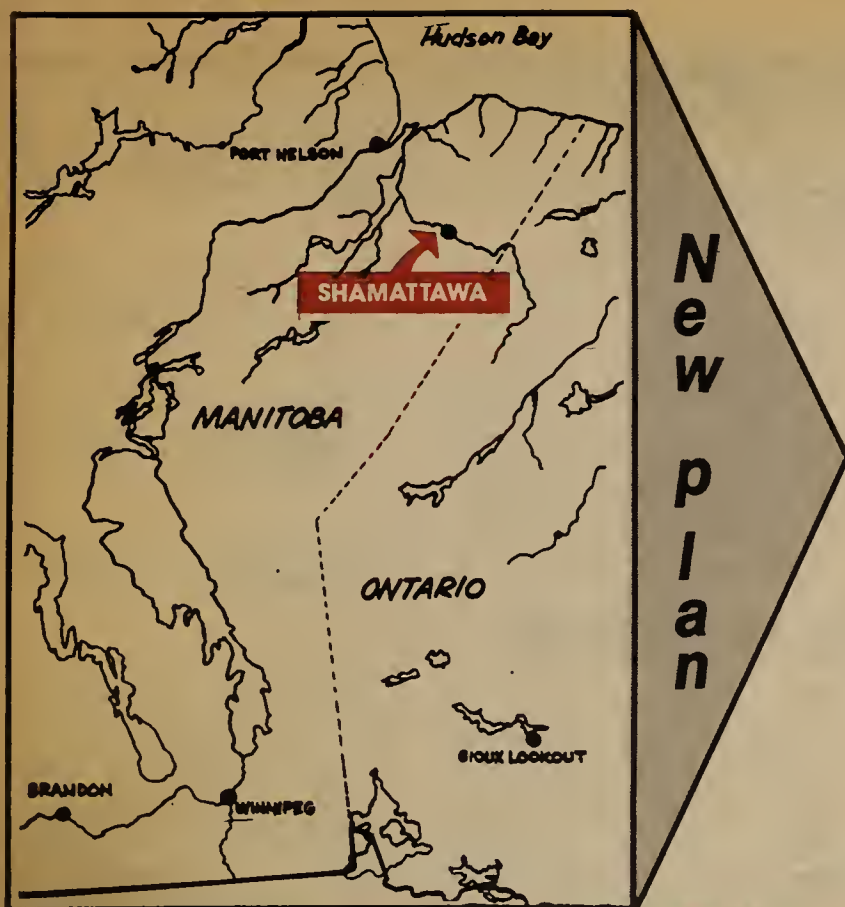 Hudson Bay
PORT NELSON
SHAMATTAWA
MANITOBA
ONTARIO
SIOUX LOOKOUT
BRANDON
WINNIPEG
New plan